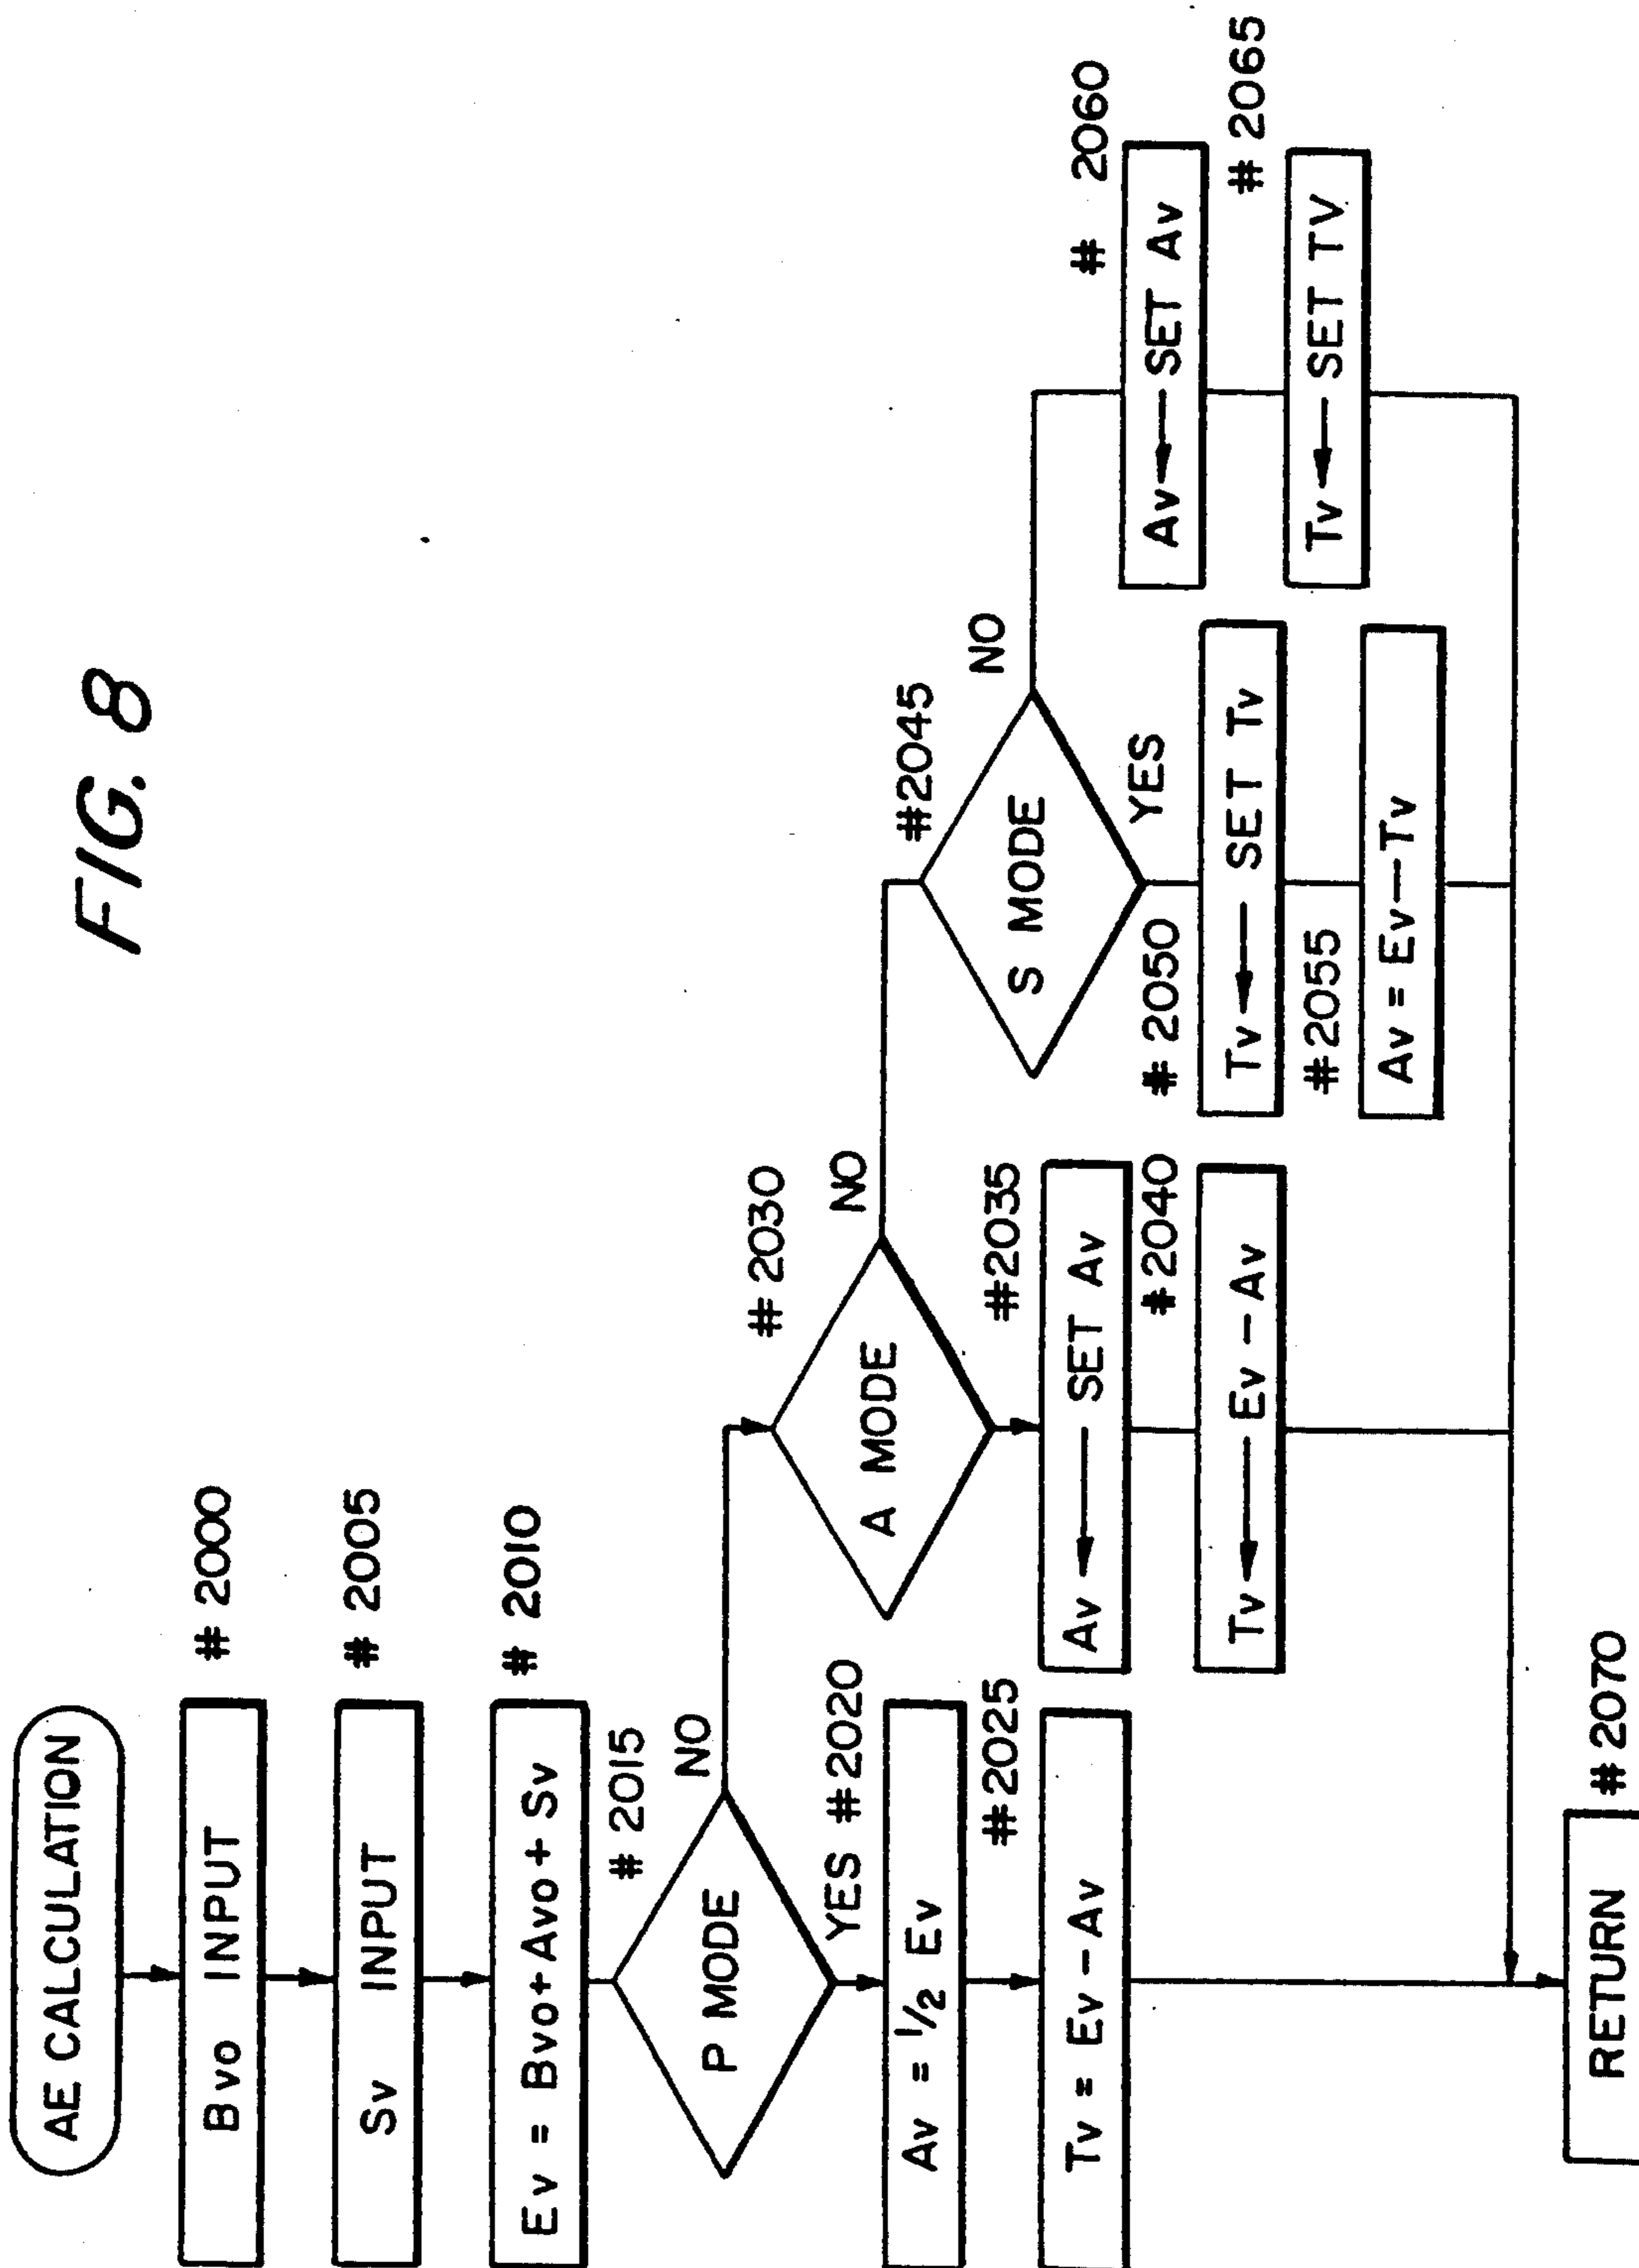 FIG. 8
AE CALCULATION
Bvo INPUT
# 2000
Sv INPUT
# 2005
Ev = Bvo+Avo+Sv
# 2010
# 2015
P MODE
NO
YES
#2020
Av = 1/2 Ev
#2025
Tv = Ev-Av
# 2030
A MODE
NO
#2035
Av ← SET Av
#2040
Tv ← Ev-Av
#2045
S MODE
NO
YES
# 2050
Tv ← SET Tv
#2055
Av = Ev-Tv
# 2060
Av ← SET Av
# 2065
Tv ← SET TV
RETURN
# 2070